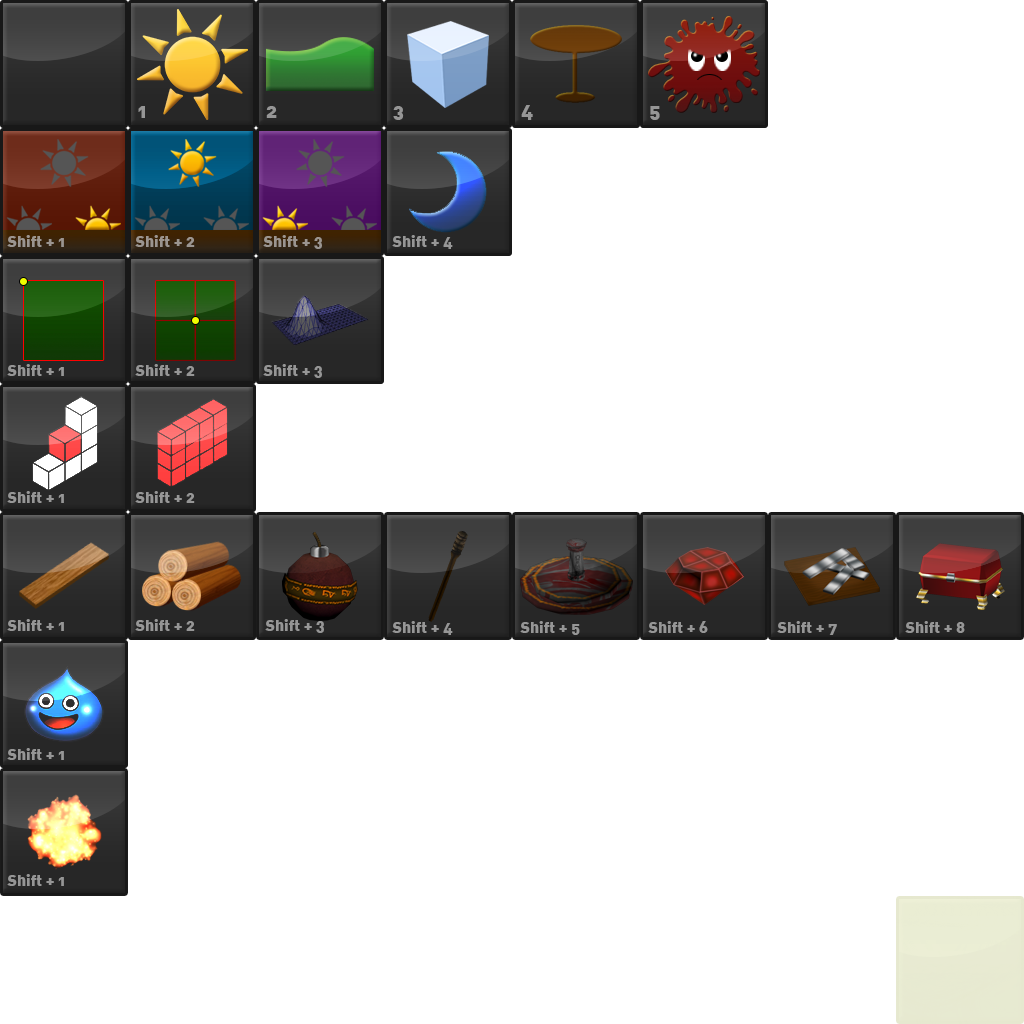 1
2
3
4
5
Shift + 1
Shift + 2
Shift + 3
Shift + 4
Shift + 1
Shift + 2
Shift + 3
Shift + 1
Shift + 2
Shift + 1
Shift + 2
Shift + 3
Shift + 4
Shift + 5
Shift + 6
Shift + 7
Shift + 8
Shift + 1
Shift + 1